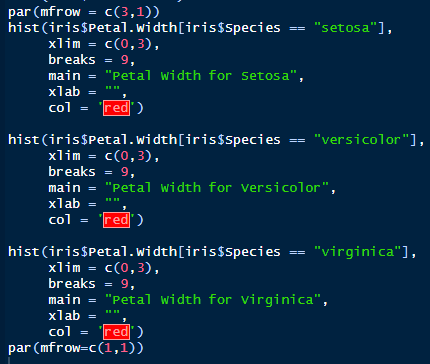 par(mfrow = c(3,1))
hist(iris$Petal.Width[iris$Species == "setosa"],
     xlim = c(0,3),
     breaks = 9,
     main = "Petal Width for Setosa",
     xlab = "",
     col = 'red')

hist(iris$Petal.Width[iris$Species == "versicolor"],
     xlim = c(0,3),
     breaks = 9,
     main = "Petal Width for Versicolor",
     xlab = "",
     col = 'red')

hist(iris$Petal.Width[iris$Species == "virginica"],
     xlim = c(0,3),
     breaks = 9,
     main = "Petal Width for Virginica",
     xlab = "",
     col = 'red')
par(mfrow=c(1,1))